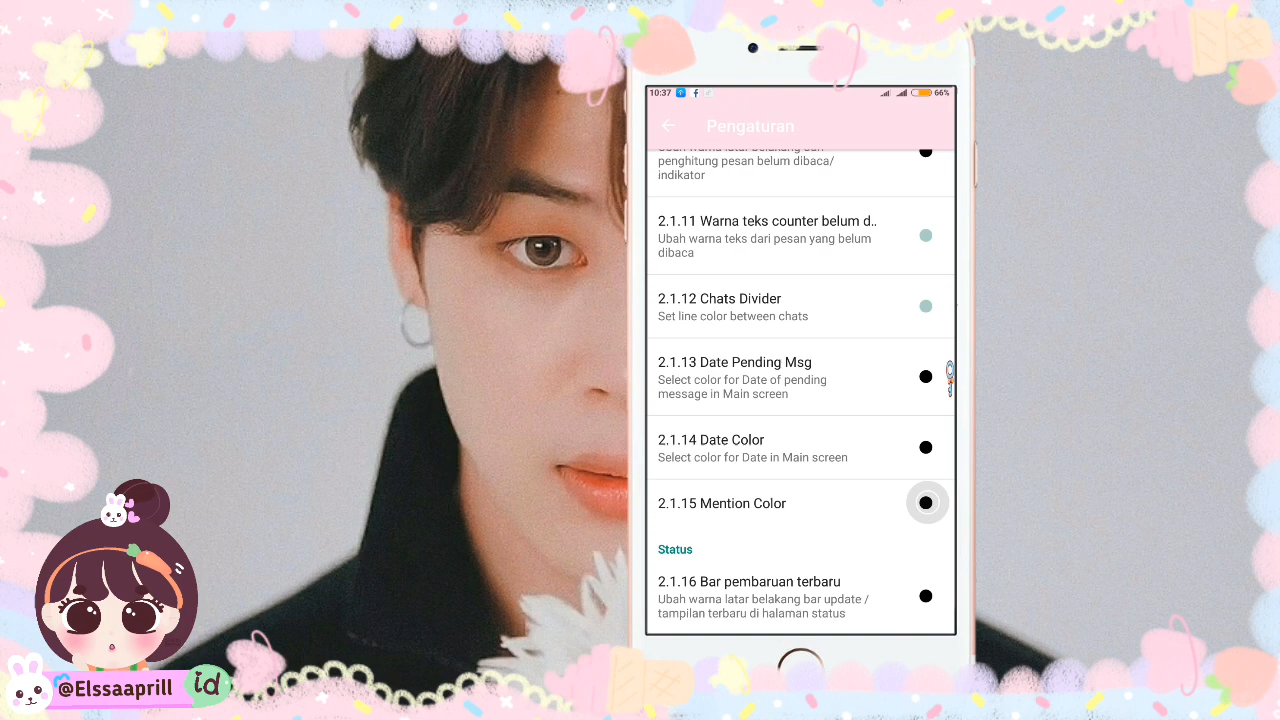 10:37
66%
Pengaturan
penghitung pesan belum dibaca/
indikator
2.1.11 Warna teks counter belum d..
Ubah warna teks dari pesan yang belum
dibaca
2.1.12 Chats Divider
Set line color between chats
2.1.13 Date Pending Msg
Select color for Date of pending
message in Main screen
2.1.14 Date Color
Select color for Date in Main screen
2.1.15 Mention Color
Status
2.1.16 Bar pembaruan terbaru
Ubah warna latar belakang bar update /
tampilan terbaru di halaman status
@Elssaaprill
id